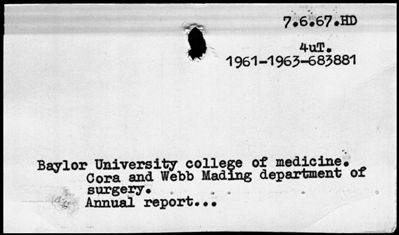 7.6.67.HD
4uT.
1961-1963-683881
Baylor University college of medicine.
Cora and Webb Mading department of
surgery.
Annual report...